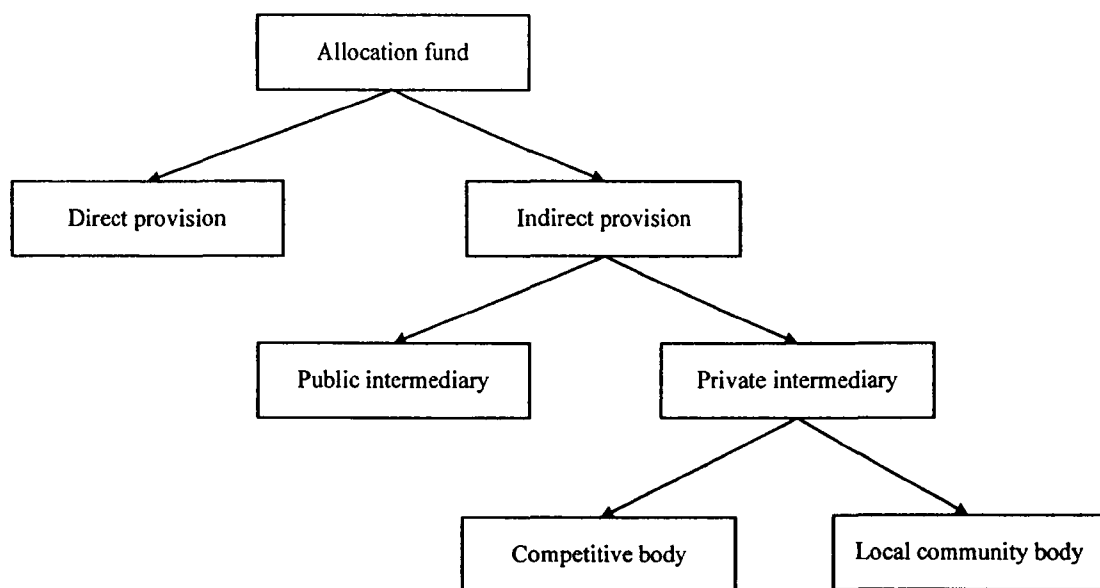 Allocation fund
Direct provision
Indirect provision
Public intermediary
Private intermediary
Competitive body
Local community body